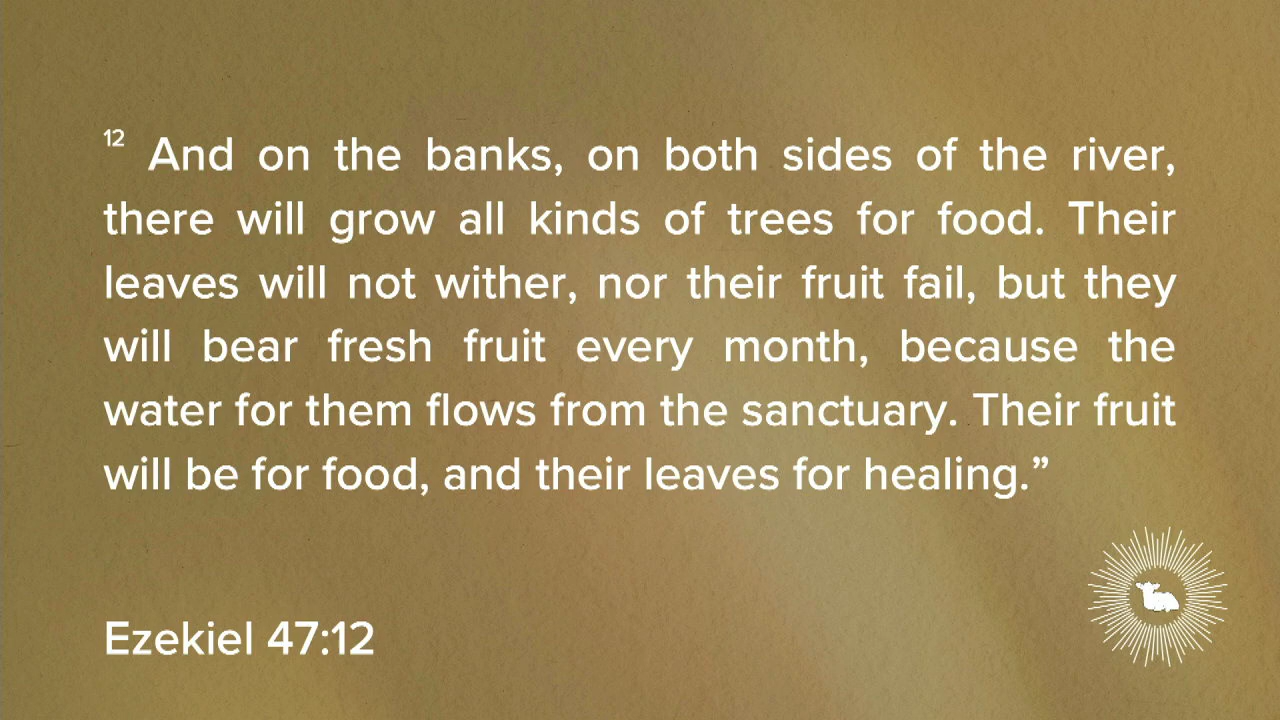 12 And on the banks, on both sides of the river,
there will grow all kinds of trees for food. Their
leaves will not wither, nor their fruit fail, but they
will bear fresh fruit every month, because the
water for them flows from the sanctuary. Their fruit
will be for food, and their leaves for healing.”
Ezekiel 47:12